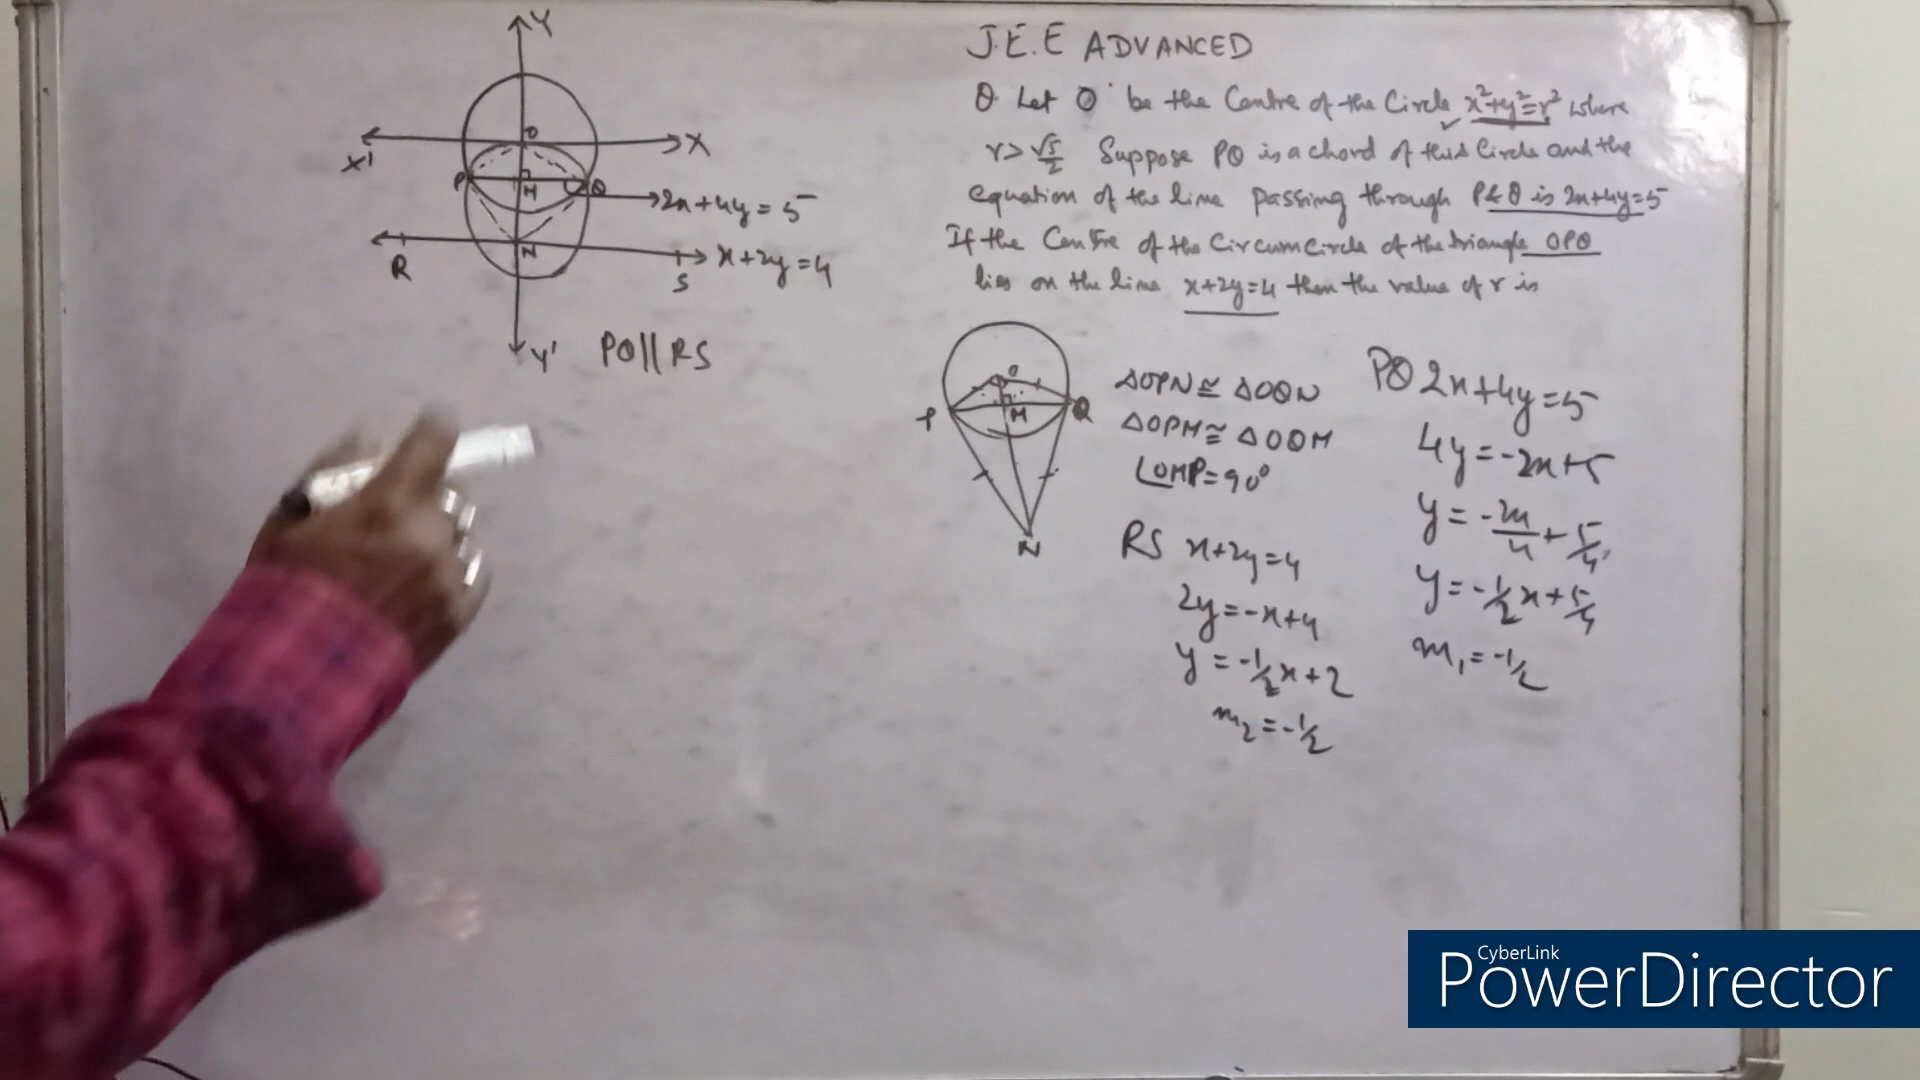 Y
X' X
O
P M Q
2x+4y=5
N
R S x+2y=4
Y' PQ||RS
J.E.E ADVANCED
Q Let O be the Centre of the Circle x²+y²=r² where
r>√5/2 Suppose PQ is a chord of this Circle and the
equation of the line passing through P&Q is 2x+4y=5
If the Centre of the Circumcircle of the triangle OPQ
lies on the line x+2y=4 then the value of r is
O
P M Q
N
∆OPN≅∆OQN
∆OPM≅∆OQM
∠OMP=90°
RS x+2y=4
2y=-x+4
y=-1/2x+2
m₂=-1/2
PQ 2x+4y=5
4y=-2x+5
y=-2x/4+5/4
y=-1/2x+5/4
m₁=-1/2
CyberLink
PowerDirector